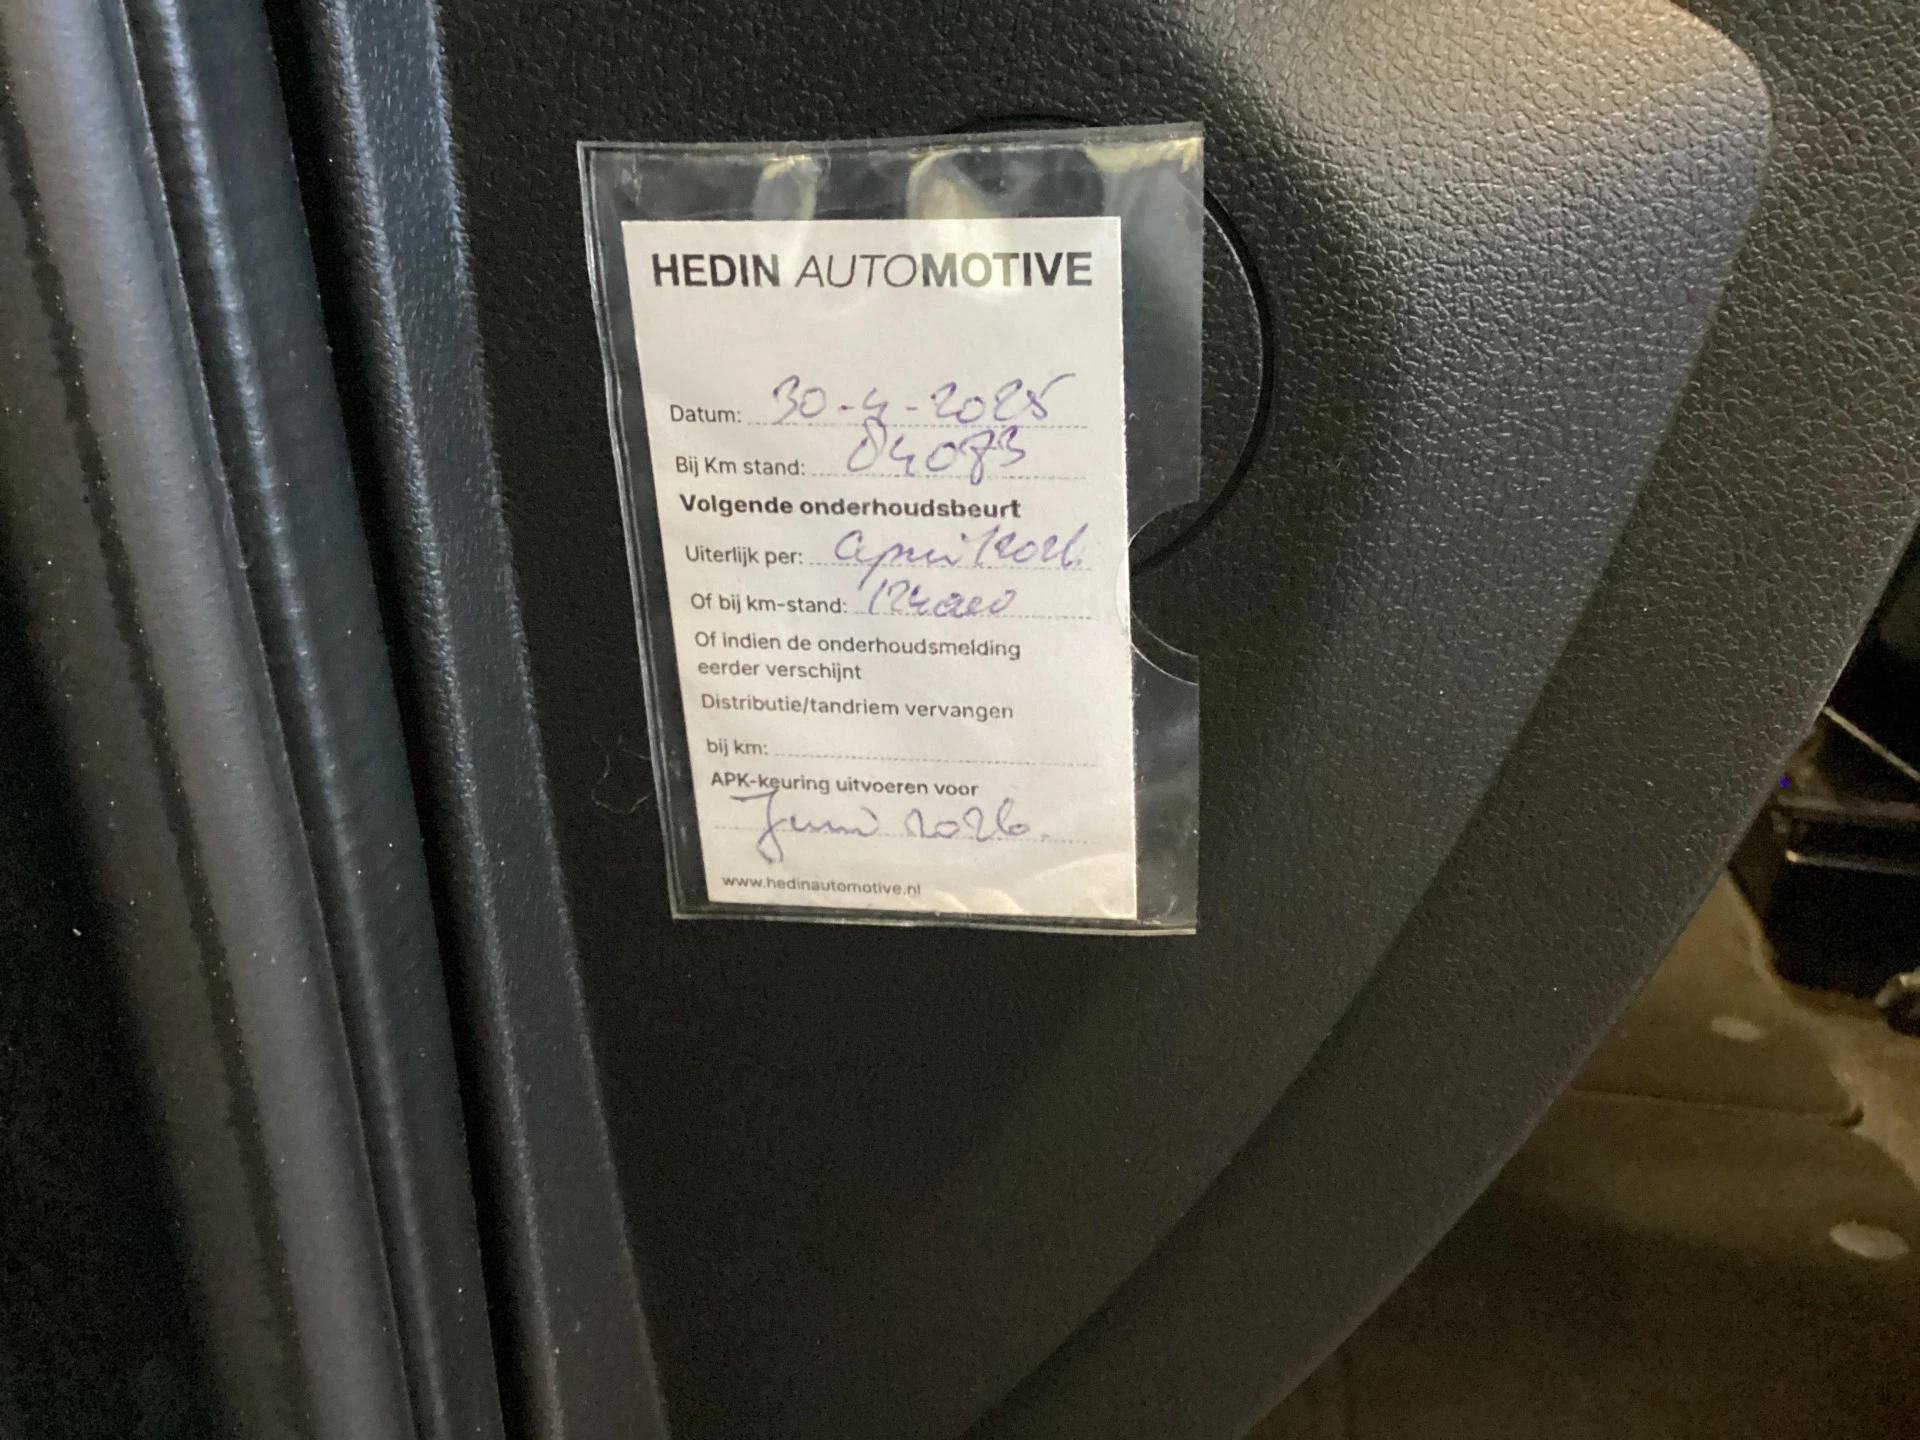 HEDIN AUTOMOTIVE
Datum: 30-4-2025
Bij Km stand: 84073
Volgende onderhoudsbeurt
Uiterlijk per: april 2026.
Of bij km-stand: 124000
Of indien de onderhoudsmelding
eerder verschijnt
Distributie/tandriem vervangen
bij km:
APK-keuring uitvoeren voor
Juni 2026.
www.hedinautomotive.nl